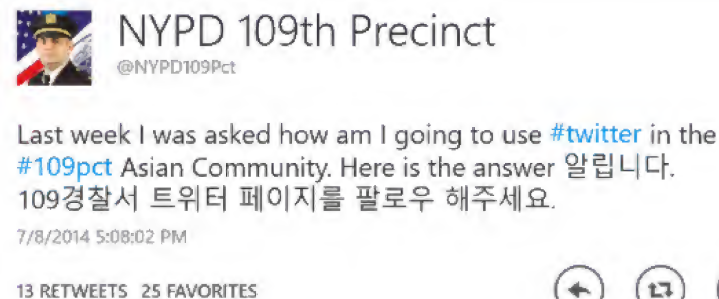 NYPD 109th Precinct
@NYPD109Pct
Last week I was asked how am I going to use #twitter in the
#109pct Asian Community. Here is the answer 알립니다.
109경찰서 트위터 페이지를 팔로우 해주세요.
7/8/2014 5:08:02 PM
13 RETWEETS 25 FAVORITES